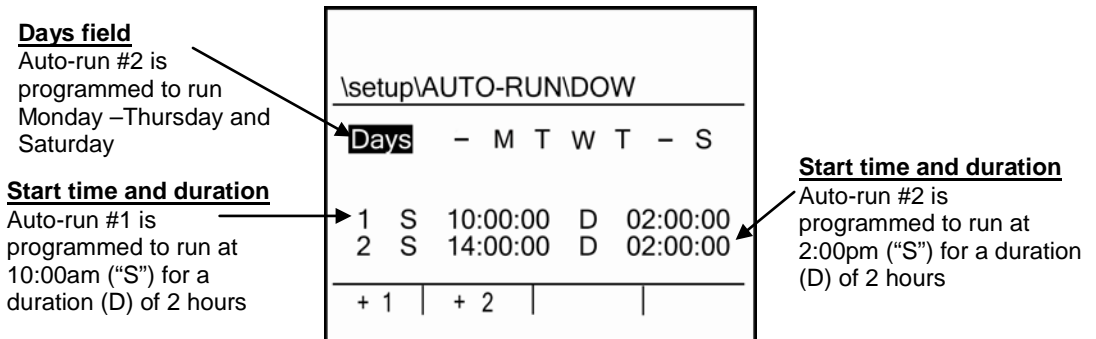 Days field
Auto-run #2 is
programmed to run
Monday –Thursday and
Saturday
Start time and duration
Auto-run #1 is
programmed to run at
10:00am (“S”) for a
duration (D) of 2 hours
\setup\AUTO-RUN\DOW
Days – M T W T – S
1 S 10:00:00 D 02:00:00
2 S 14:00:00 D 02:00:00
+ 1 + 2
Start time and duration
Auto-run #2 is
programmed to run at
2:00pm (“S”) for a duration
(D) of 2 hours